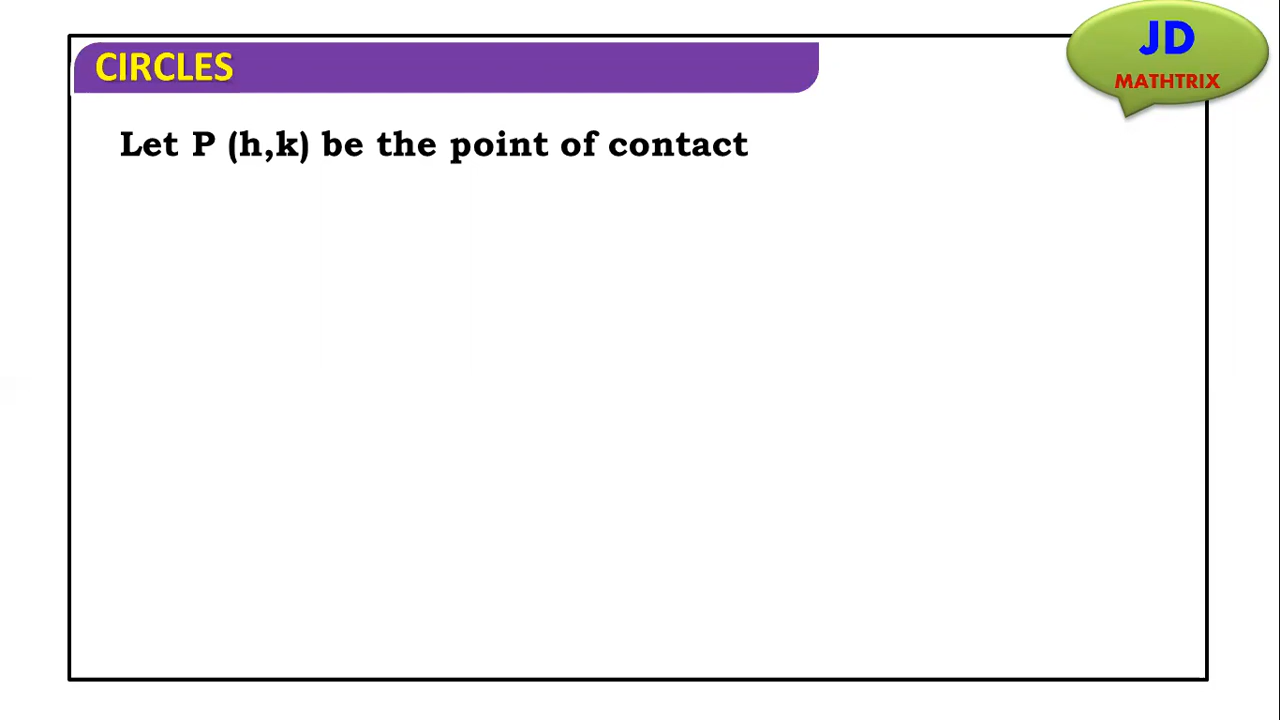 CIRCLES
JD
MATHTRIX
Let P (h,k) be the point of contact